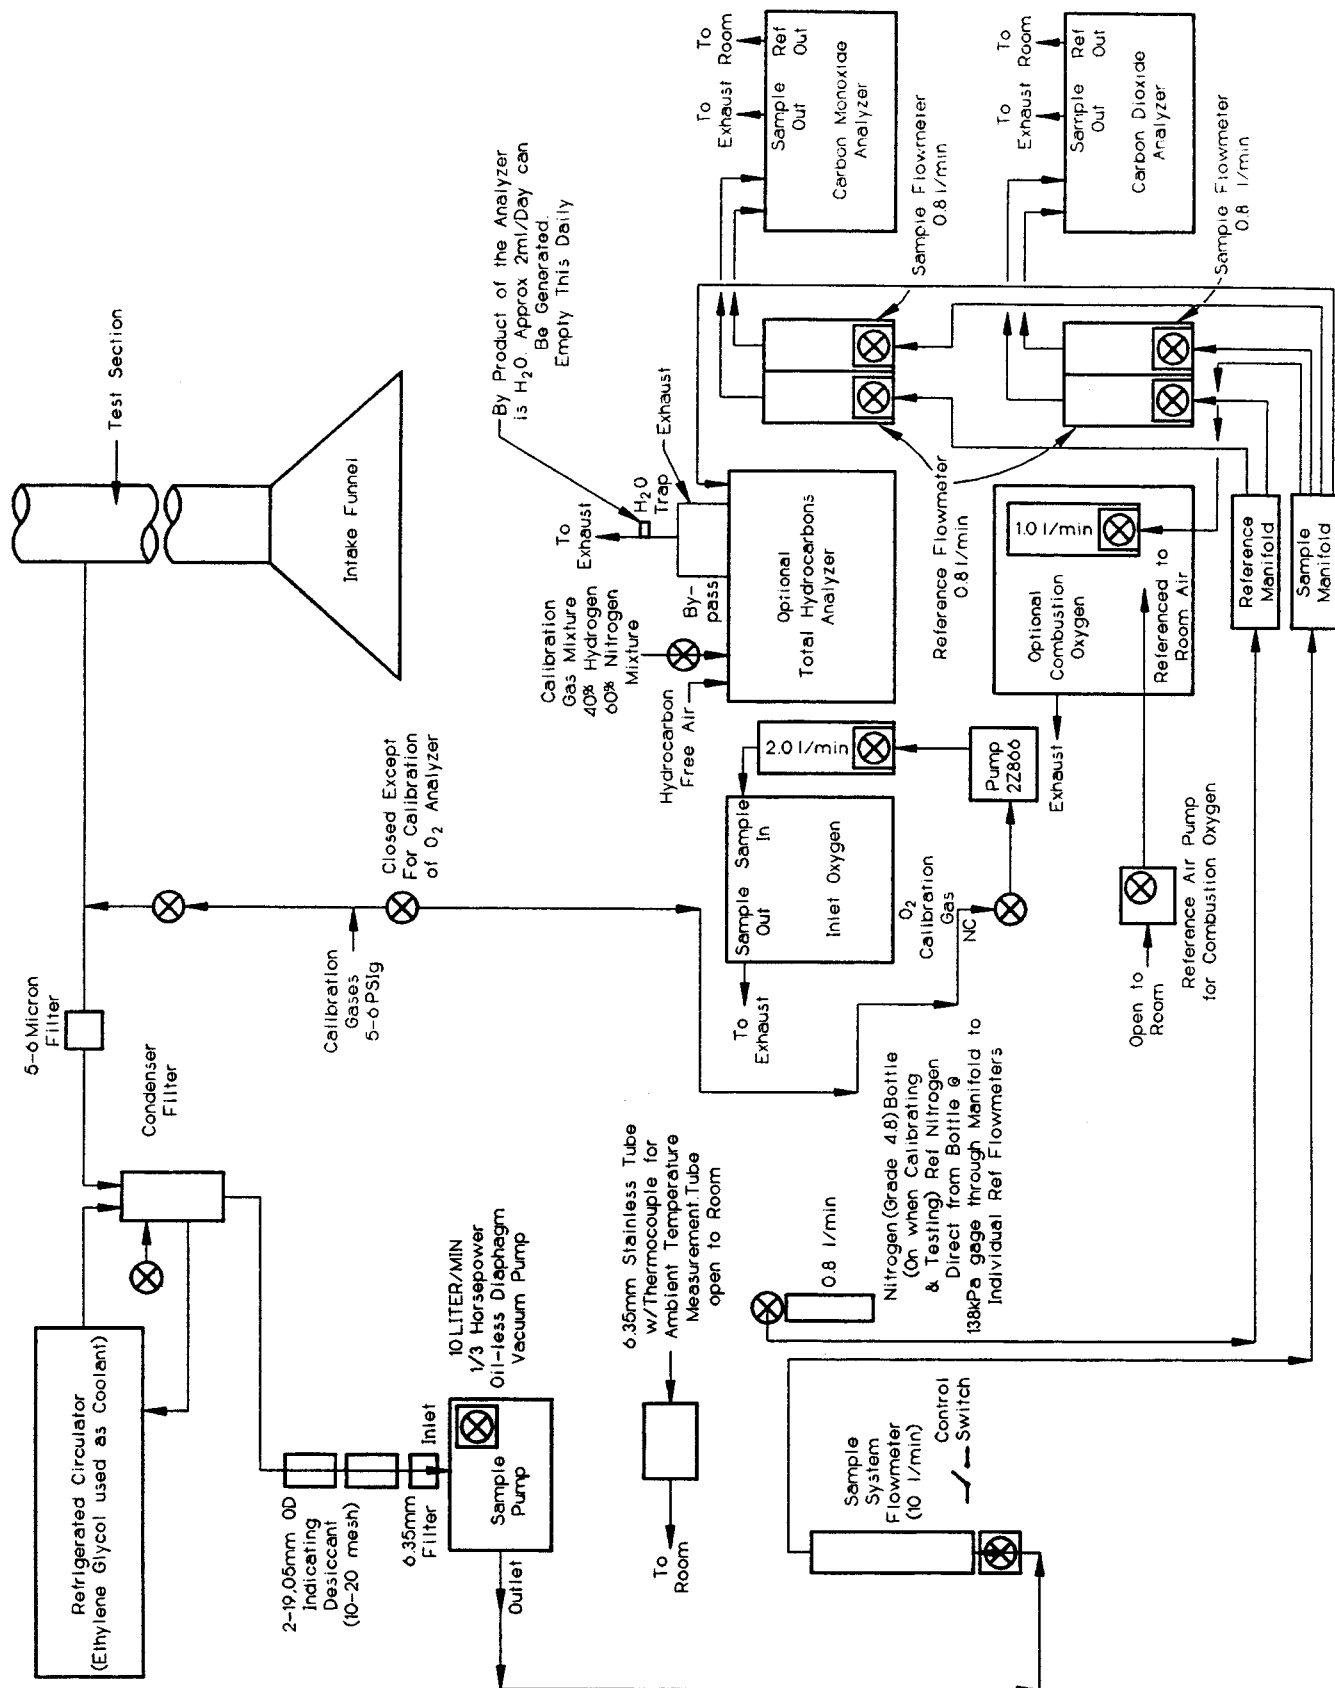 Refrigerated Circulator
(Ethylene Glycol used as Coolant)
Condenser
Filter
5-6 Micron
Filter
Test Section
Intake Funnel
Closed Except
For Calibration
of O₂ Analyzer
Calibration
Gases
5-6 PSIg
2-19,05mm OD
Indicating
Desiccant
(10-20 mesh)
6.35mm
Filter
Inlet
10 LITER/MIN
1/3 Horsepower
Oil-less Diaphagm
Vacuum Pump
Sample
Pump
Outlet
By Product of the Analyzer
is H₂O. Approx 2ml/Day can
Be Generated.
Empty This Daily
To
Exhaust
H₂O
Trap
Exhaust
Calibration
Gas Mixture
40% Hydrogen
60% Nitrogen
Mixture
By-
pass
Hydrocarbon
Free Air
Optional
Total Hydrocarbons
Analyzer
To
Exhaust
To
Room
Sample
Out
Ref
Out
Carbon Monoxide
Analyzer
Sample Flowmeter
0.8 l/min
To
Exhaust
To
Room
Sample
Out
Ref
Out
Carbon Dioxide
Analyzer
Sample Flowmeter
0.8 l/min
Reference Flowmeter
0.8 l/min
6.35mm Stainless Tube
w/Thermocouple for
Ambient Temperature
Measurement.Tube
open to Room
To
Room
To
Exhaust
Sample
Out
Sample
In
Inlet Oxygen
2.0 l/min
Pump
2Z866
O₂
Calibration
Gas
NC
1.0 l/min
Optional
Combustion
Oxygen
Referenced to
Room Air
Exhaust
Open to
Room
Reference Air Pump
for Combustion Oxygen
0.8 l/min
Nitrogen (Grade 4.8) Bottle
(On when Calibrating
& Testing) Ref Nitrogen
Direct from Bottle @
138kPa gage through Manifold to
Individual Ref Flowmeters
Sample
System
Flowmeter
(10 l/min)
Control
Switch
Reference
Manifold
Sample
Manifold